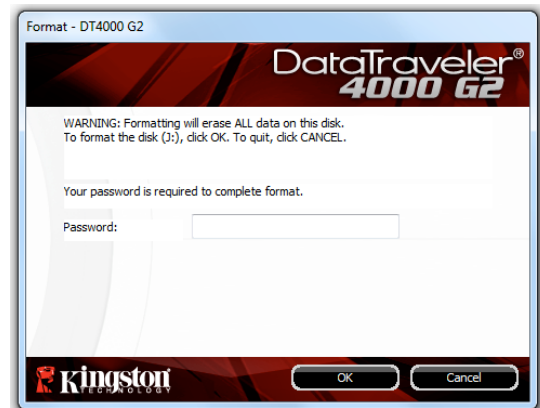 Format - DT4000 G2
DataTraveler®
4000 G2
WARNING: Formatting will erase ALL data on this disk.
To format the disk (J:), click OK. To quit, click CANCEL.
Your password is required to complete format.
Password:
Kingston
TECHNOLOGY
OK
Cancel